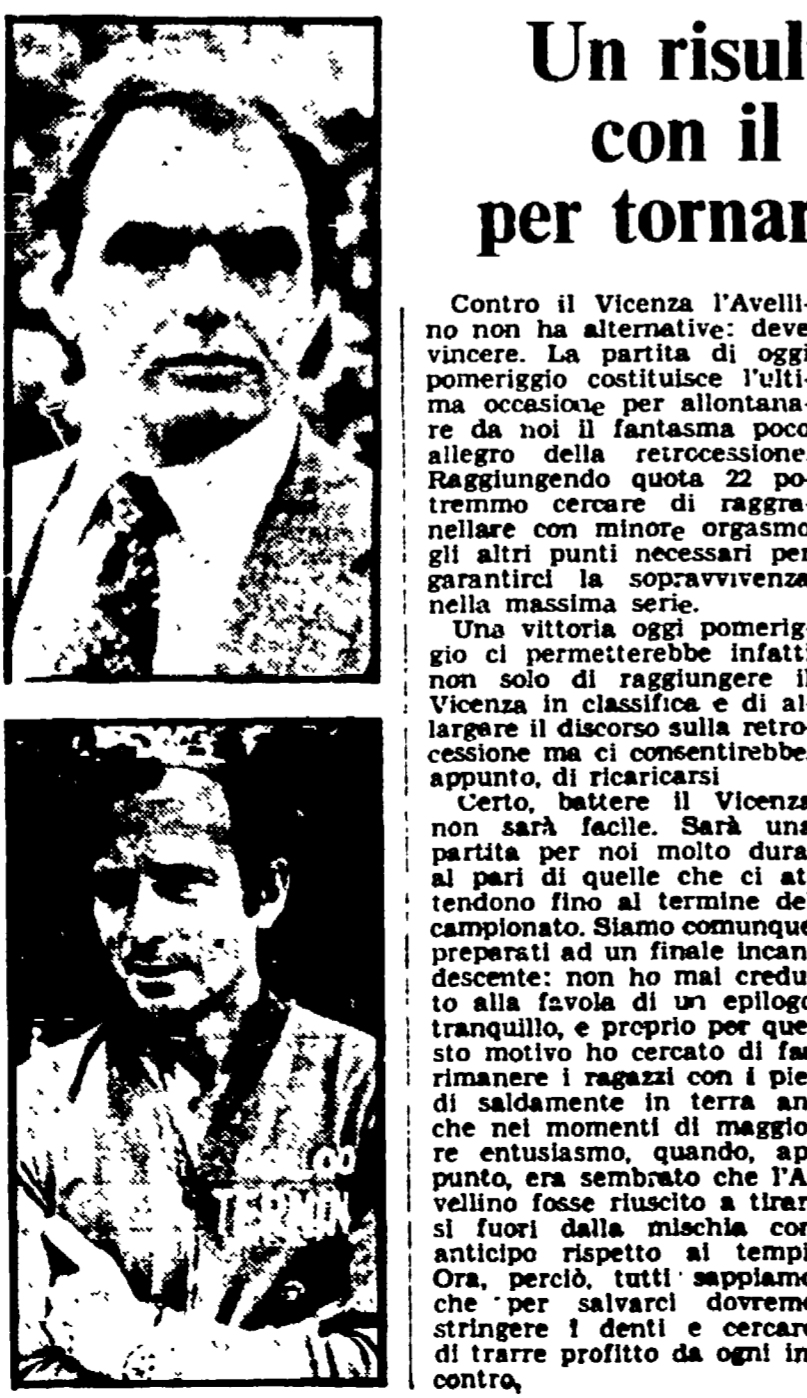 Un risul
con il
per tornar
Contro il Vicenza l'Avelli-
no non ha alternative: deve
vincere. La partita di oggi
pomeriggio costituisce l'ulti-
ma occasione per allontana-
re da noi il fantasma poco
allegro della retrocessione.
Raggiungendo quota 22 po-
tremmo cercare di raggra-
nellare con minore orgasmo
gli altri punti necessari per
garantirci la sopravvivenza
nella massima serie.
Una vittoria oggi pomerig-
gio ci permetterebbe infatti
non solo di raggiungere il
Vicenza in classifica e di al-
largare il discorso sulla retro-
cessione ma ci consentirebbe,
appunto, di ricaricarsi
Certo, battere il Vicenza
non sarà facile. Sarà una
partita per noi molto dura
al pari di quelle che ci at
tendono fino al termine del
campionato. Siamo comunque
preparati ad un finale incan
descente: non ho mai credu
to alla favola di un epilogo
tranquillo, e proprio per que
sto motivo ho cercato di far
rimanere i ragazzi con i pie
di saldamente in terra an
che nei momenti di maggio
re entusiasmo, quando, ap
punto, era sembrato che l'A
vellino fosse riuscito a tirar
si fuori dalla mischia con
anticipo rispetto ai tempi
Ora, perciò, tutti sappiamo
che per salvarci dovremo
stringere i denti e cercare
di trarre profitto da ogni in
contro,